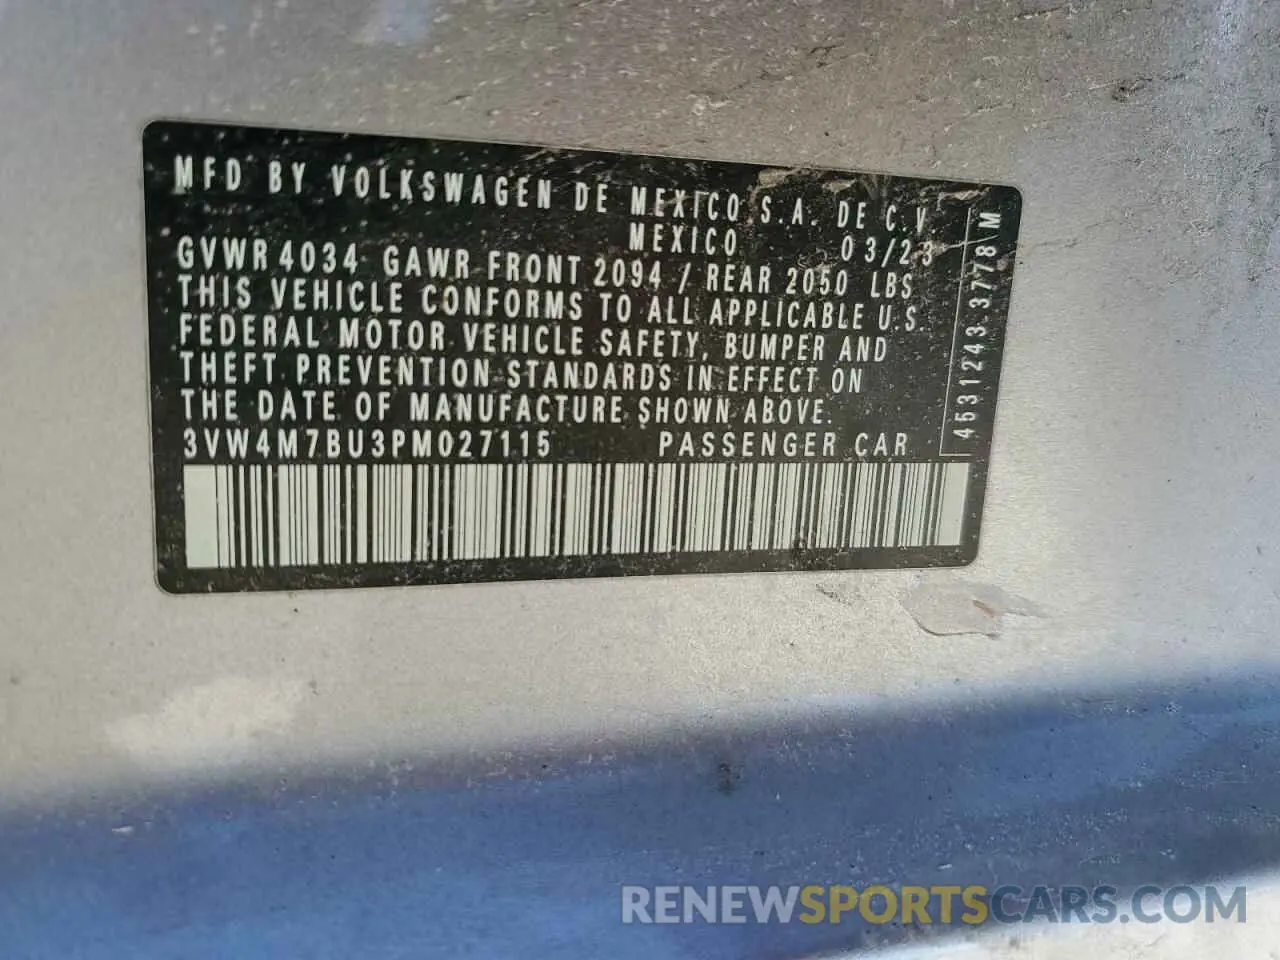 MFD BY VOLKSWAGEN DE MEXICO S.A. DE C.V
MEXICO 03/23
GVWR 4034 GAWR FRONT 2094 / REAR 2050 LBS
THIS VEHICLE CONFORMS TO ALL APPLICABLE U.S.
FEDERAL MOTOR VEHICLE SAFETY, BUMPER AND
THEFT PREVENTION STANDARDS IN EFFECT ON
THE DATE OF MANUFACTURE SHOWN ABOVE.
3VW4M7BU3PM027115 PASSENGER CAR
4531243 3778 M
RENEWSPORTSCARS.COM